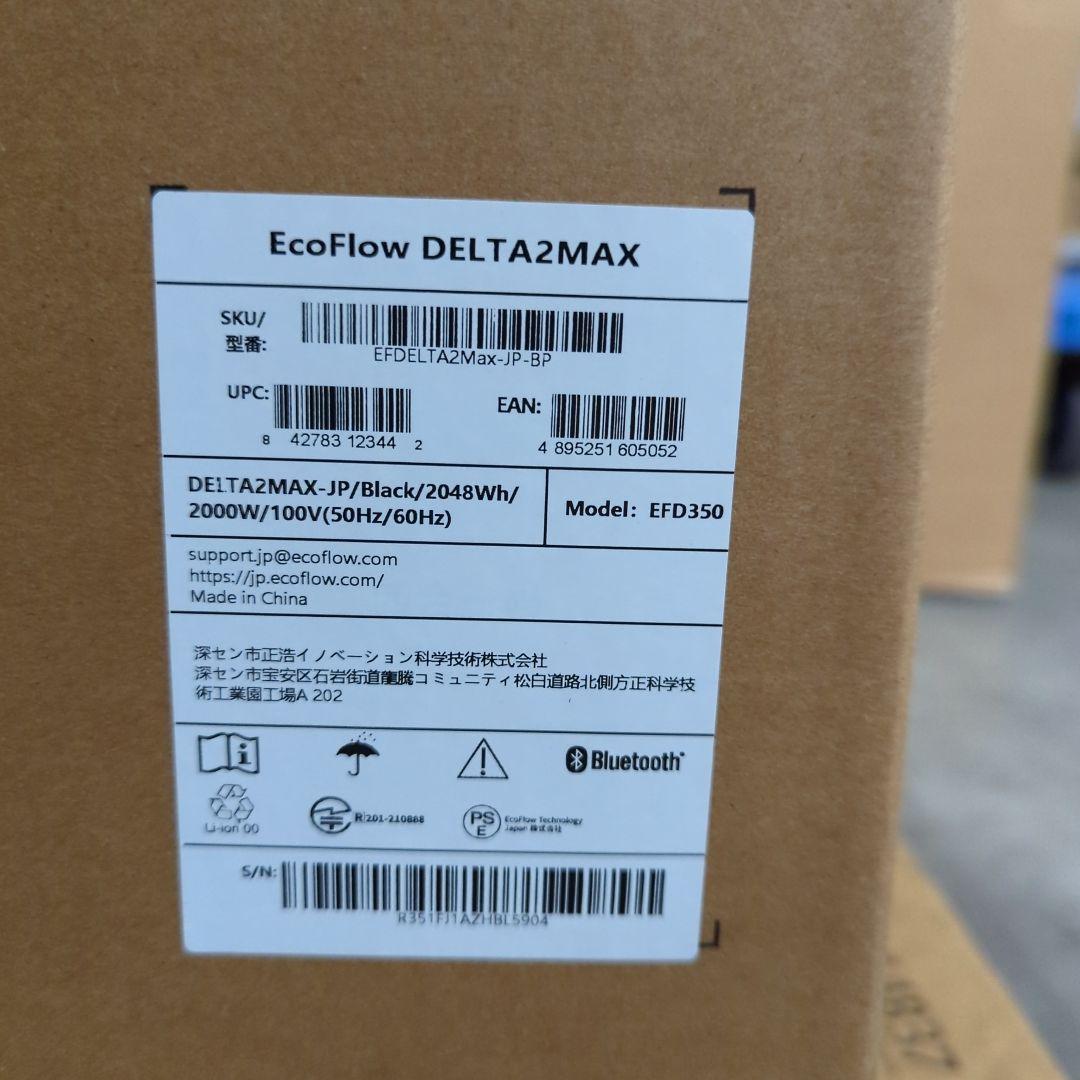 EcoFlow DELTA2MAX
SKU/
型番:
EFDELTA2Max-JP-BP
UPC:
8 42783 12344 2
EAN:
4 895251 605052
DELTA2MAX-JP/Black/2048Wh/
2000W/100V(50Hz/60Hz)
Model: EFD350
support.jp@ecoflow.com
https://jp.ecoflow.com/
Made in China
深セン市正浩イノベーション科学技術株式会社
深セン市宝安区石岩街道龍騰コミュニティ松白道路北側方正科学技
術工業園工場A 202
Bluetooth
Li-ion 00
R 201-210888
PS
E
EcoFlow Technology
Japan 株式会社
S/N:
R351FJ1AZHBL5904